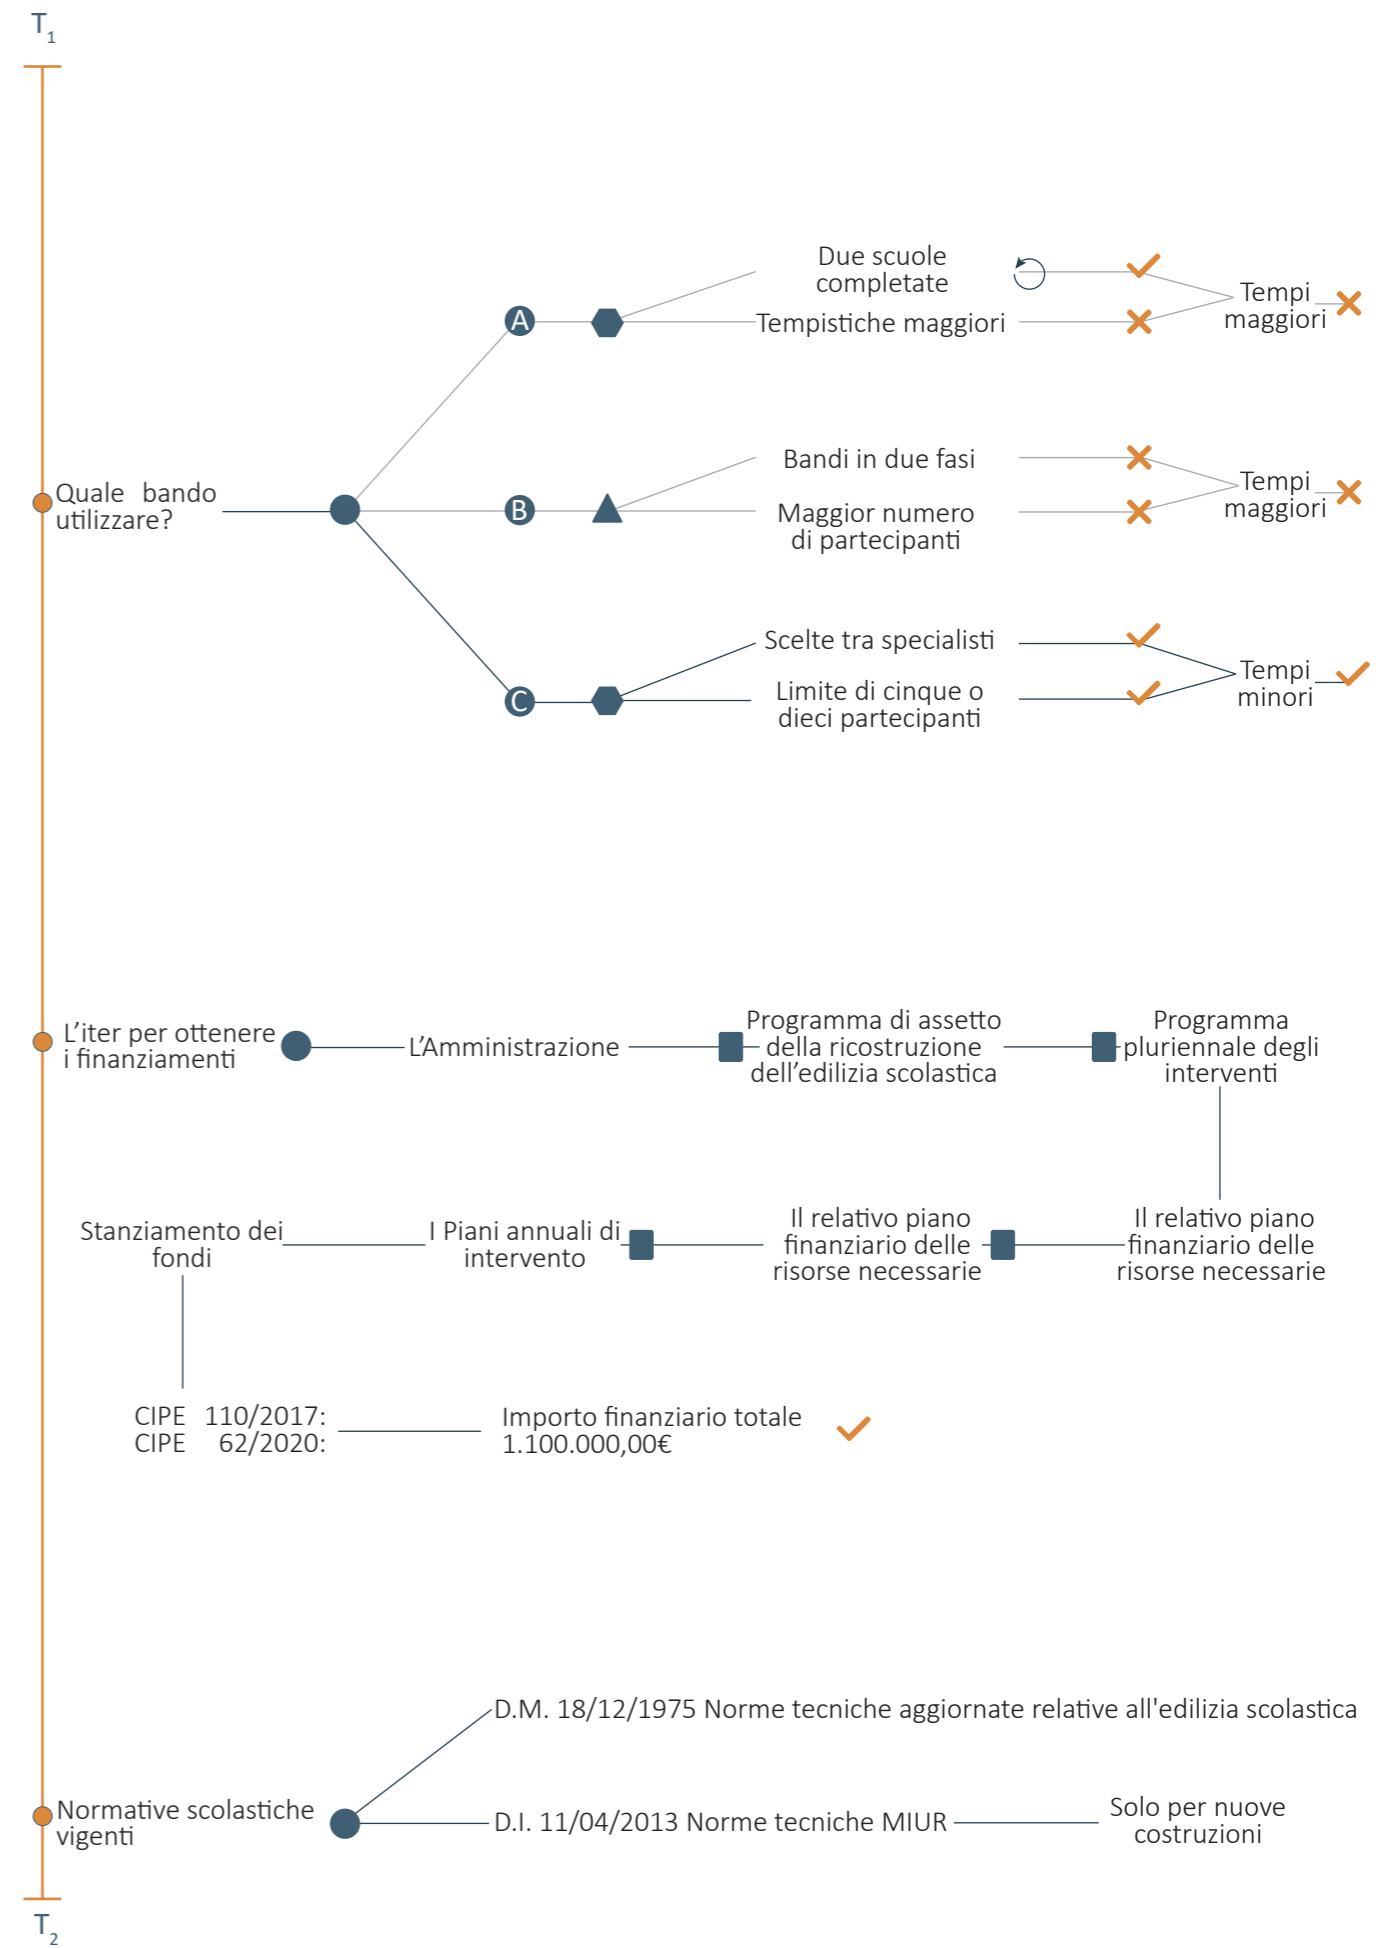 T1
Due scuole
completate
A
Tempistiche maggiori
Tempi
maggiori
Quale bando
utilizzare?
B
Bandi in due fasi
Maggior numero
di partecipanti
Tempi
maggiori
C
Scelte tra specialisti
Limite di cinque o
dieci partecipanti
Tempi
minori
L'iter per ottenere
i finanziamenti
L'Amministrazione
Programma di assetto
della ricostruzione
dell'edilizia scolastica
Programma
pluriennale degli
interventi
Stanziamento dei
fondi
I Piani annuali di
intervento
Il relativo piano
finanziario delle
risorse necessarie
Il relativo piano
finanziario delle
risorse necessarie
CIPE 110/2017:
CIPE 62/2020:
Importo finanziario totale
1.100.000,00€
D.M. 18/12/1975 Norme tecniche aggiornate relative all'edilizia scolastica
Normative scolastiche
vigenti
D.I. 11/04/2013 Norme tecniche MIUR
Solo per nuove
costruzioni
T2